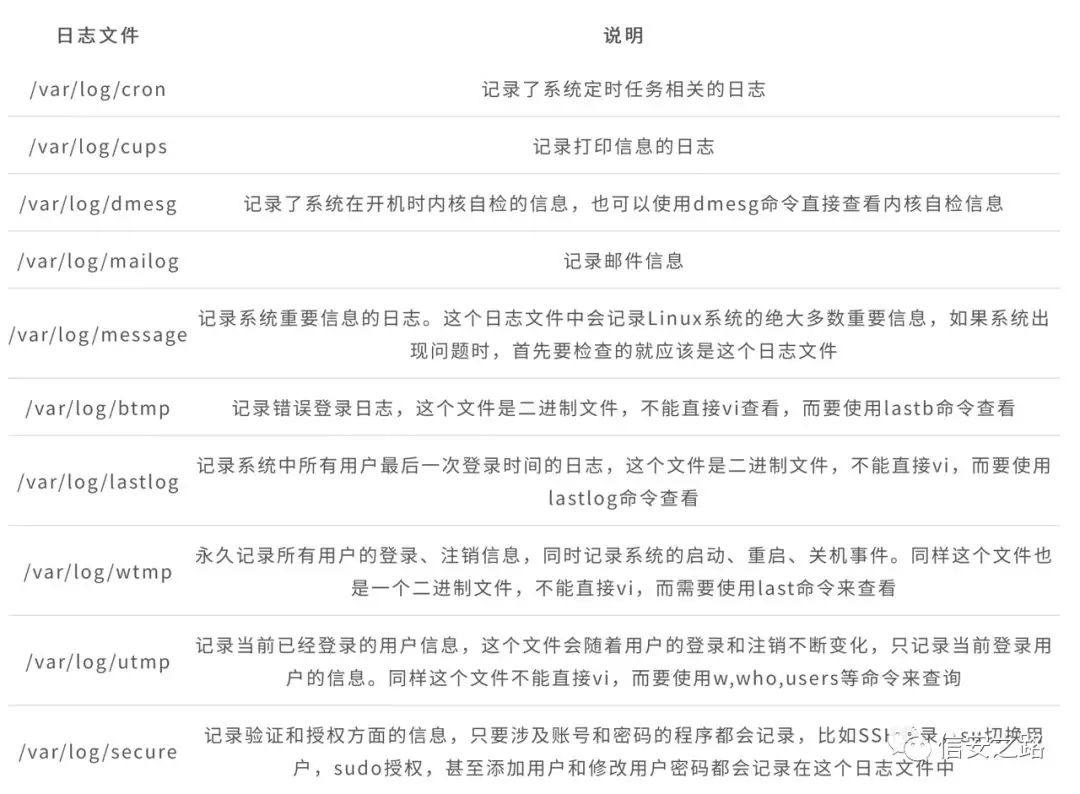 日志文件 说明
/var/log/cron 记录了系统定时任务相关的日志
/var/log/cups 记录打印信息的日志
/var/log/dmesg 记录了系统在开机时内核自检的信息，也可以使用dmesg命令直接查看内核自检信息
/var/log/mailog 记录邮件信息
/var/log/message 记录系统重要信息的日志。这个日志文件中会记录Linux系统的绝大多数重要信息，如果系统出
现问题时，首先要检查的就应该是这个日志文件
/var/log/btmp 记录错误登录日志，这个文件是二进制文件，不能直接vi查看，而要使用lastb命令查看
/var/log/lastlog 记录系统中所有用户最后一次登录时间的日志，这个文件是二进制文件，不能直接vi，而要使用
lastlog命令查看
/var/log/wtmp 永久记录所有用户的登录、注销信息，同时记录系统的启动、重启、关机事件。同样这个文件也
是一个二进制文件，不能直接vi，而需要使用last命令来查看
/var/log/utmp 记录当前已经登录的用户信息，这个文件会随着用户的登录和注销不断变化，只记录当前登录用
户的信息。同样这个文件不能直接vi，而要使用w,who,users等命令来查询
/var/log/secure 记录验证和授权方面的信息，只要涉及账号和密码的程序都会记录，比如SSH录，su切换用
户，sudo授权，甚至添加用户和修改用户密码都会记录在这个日志文件中
信安之路